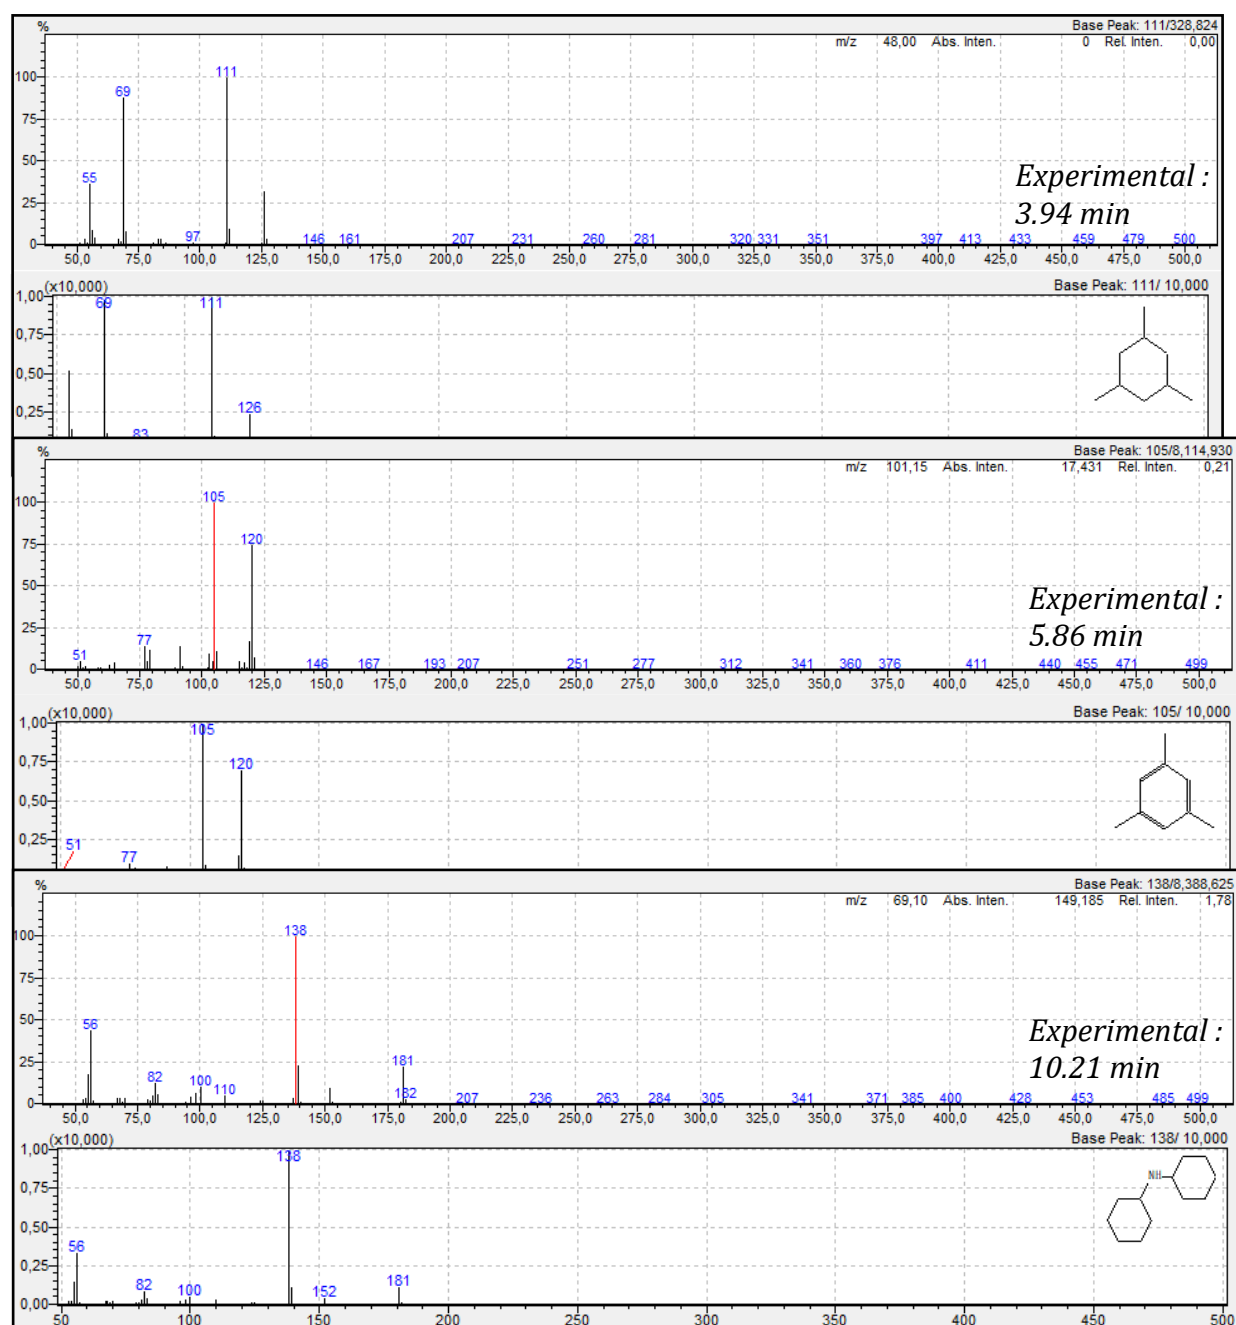 % Base Peak: 111/328,824
m/z 48,00 Abs. Inten. 0 Rel. Inten. 0,00
100
111
69
75
50
55
Experimental :
3.94 min
25
97 146 161 207 231 260 281 320 331 351 397 413 433 459 479 500
0
50,0 75,0 100,0 125,0 150,0 175,0 200,0 225,0 250,0 275,0 300,0 325,0 350,0 375,0 400,0 425,0 450,0 475,0 500,0
(x10,000) Base Peak: 111/ 10,000
1,00 69 111
0,75
0,50
0,25 126
83
% Base Peak: 105/8,114,930
m/z 101,15 Abs. Inten. 17,431 Rel. Inten. 0,21
100 105
120
75
50
Experimental :
5.86 min
25
77
51 146 167 193 207 251 277 312 341 360 376 411 440 455 471 499
0
50,0 75,0 100,0 125,0 150,0 175,0 200,0 225,0 250,0 275,0 300,0 325,0 350,0 375,0 400,0 425,0 450,0 475,0 500,0
(x10,000) Base Peak: 105/ 10,000
1,00 105
0,75 120
0,50
0,25
51 77
% Base Peak: 138/8,388,625
m/z 69,10 Abs. Inten. 149,185 Rel. Inten. 1,78
100 138
75
50
56
Experimental :
10.21 min
25 181
82 100 110 182
207 236 263 284 305 341 371 385 400 428 453 485 499
0
50,0 75,0 100,0 125,0 150,0 175,0 200,0 225,0 250,0 275,0 300,0 325,0 350,0 375,0 400,0 425,0 450,0 475,0 500,0
(x10,000) Base Peak: 138/ 10,000
1,00 138
NH
0,75
0,50
56
0,25
82 100 152 181
0,00
50 100 150 200 250 300 350 400 450 500